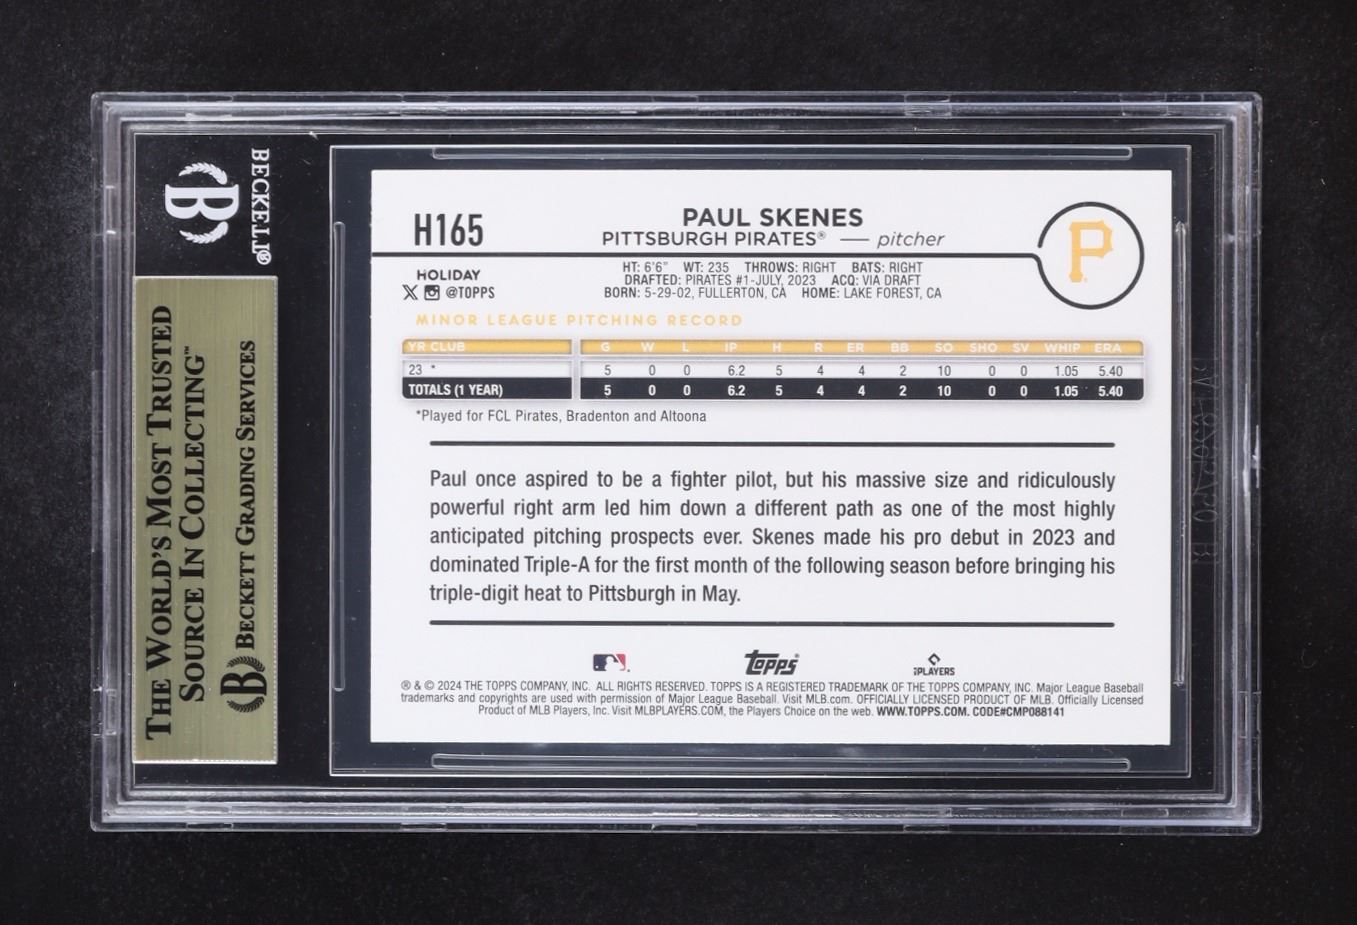 BECKETT®
B
THE WORLD'S MOST TRUSTED
SOURCE IN COLLECTING™
B BECKETT GRADING SERVICES
H165
PAUL SKENES
PITTSBURGH PIRATES® — pitcher
P
HOLIDAY
@TOPPS
HT: 6'6" WT: 235 THROWS: RIGHT BATS: RIGHT
DRAFTED: PIRATES #1-JULY, 2023 ACQ: VIA DRAFT
BORN: 5-29-02, FULLERTON, CA HOME: LAKE FOREST, CA
MINOR LEAGUE PITCHING RECORD
YR CLUB G W L IP H R ER BB SO SHO SV WHIP ERA
23 * 5 0 0 6.2 5 4 4 2 10 0 0 1.05 5.40
TOTALS (1 YEAR) 5 0 0 6.2 5 4 4 2 10 0 0 1.05 5.40
*Played for FCL Pirates, Bradenton and Altoona
Paul once aspired to be a fighter pilot, but his massive size and ridiculously
powerful right arm led him down a different path as one of the most highly
anticipated pitching prospects ever. Skenes made his pro debut in 2023 and
dominated Triple-A for the first month of the following season before bringing his
triple-digit heat to Pittsburgh in May.
Topps®
PLAYERS
® & © 2024 THE TOPPS COMPANY, INC. ALL RIGHTS RESERVED. TOPPS IS A REGISTERED TRADEMARK OF THE TOPPS COMPANY, INC. Major League Baseball
trademarks and copyrights are used with permission of Major League Baseball. Visit MLB.com. OFFICIALLY LICENSED PRODUCT OF MLB. Officially Licensed
Product of MLB Players, Inc. Visit MLBPLAYERS.COM, the Players Choice on the web. WWW.TOPPS.COM. CODE#CMP088141